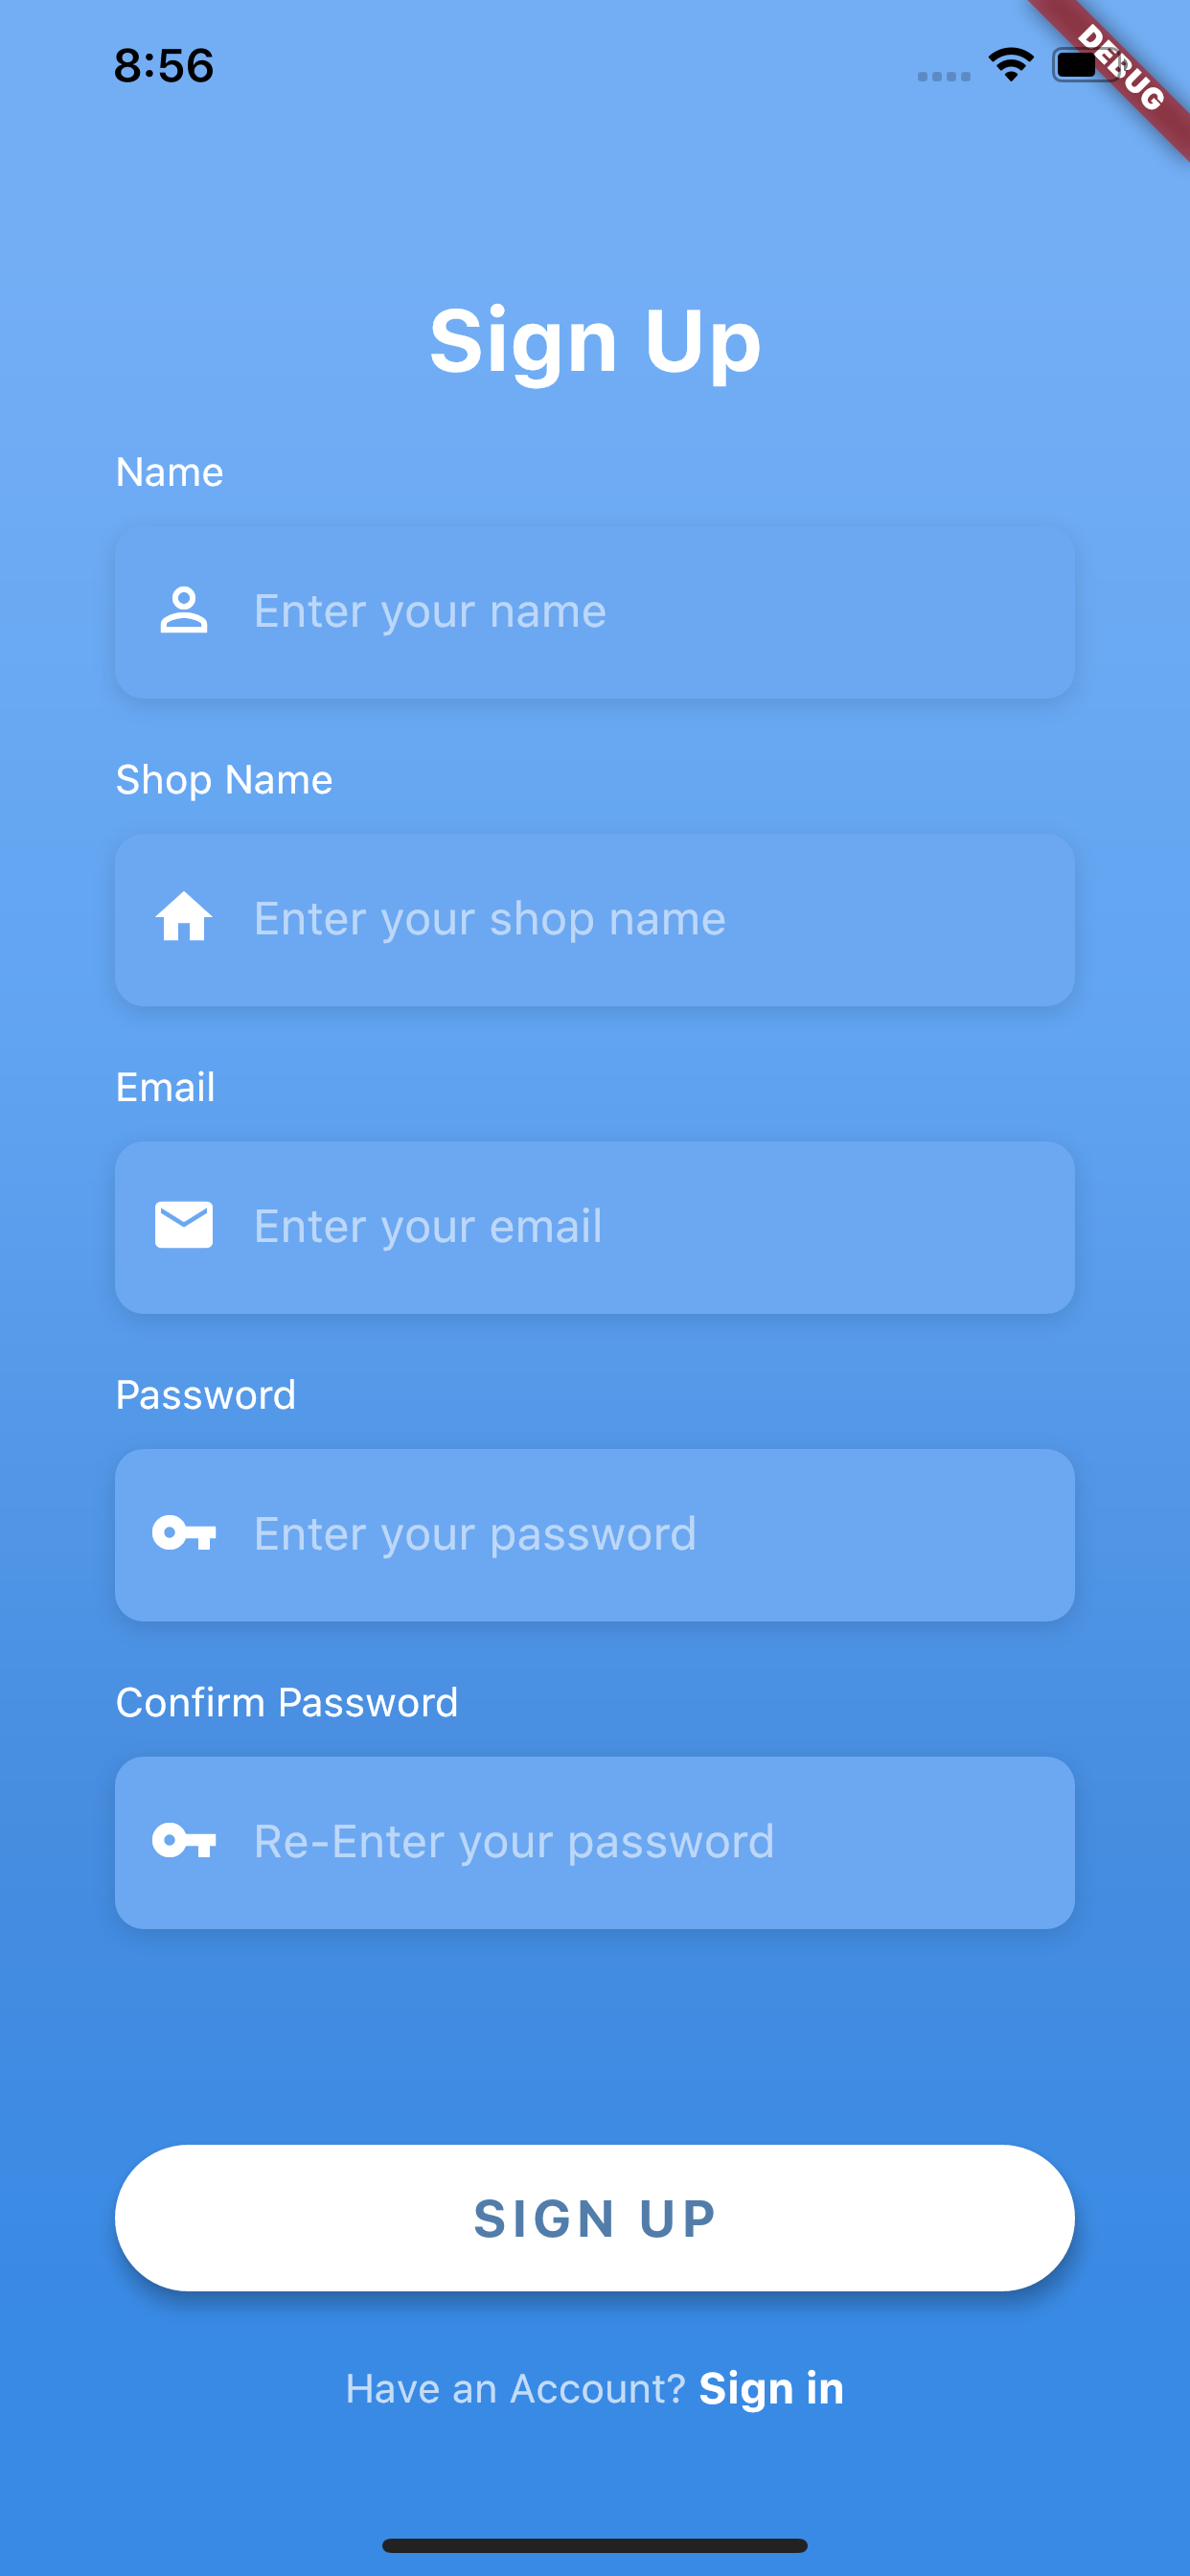 8:56
DEBUG
Sign Up
Name
Enter your name
Shop Name
Enter your shop name
Email
Enter your email
Password
Enter your password
Confirm Password
Re-Enter your password
SIGN UP
Have an Account? Sign in